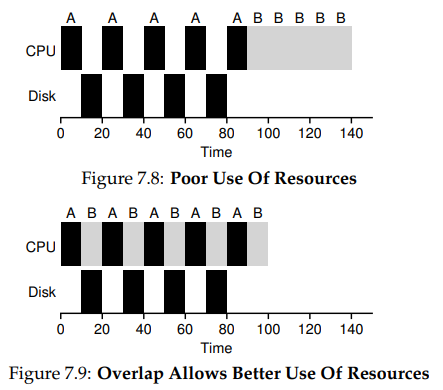 A A A A A B B B B B
CPU
Disk
0 20 40 60 80 100 120 140
Time
Figure 7.8: Poor Use Of Resources
A B A B A B A B A B
CPU
Disk
0 20 40 60 80 100 120 140
Time
Figure 7.9: Overlap Allows Better Use Of Resources